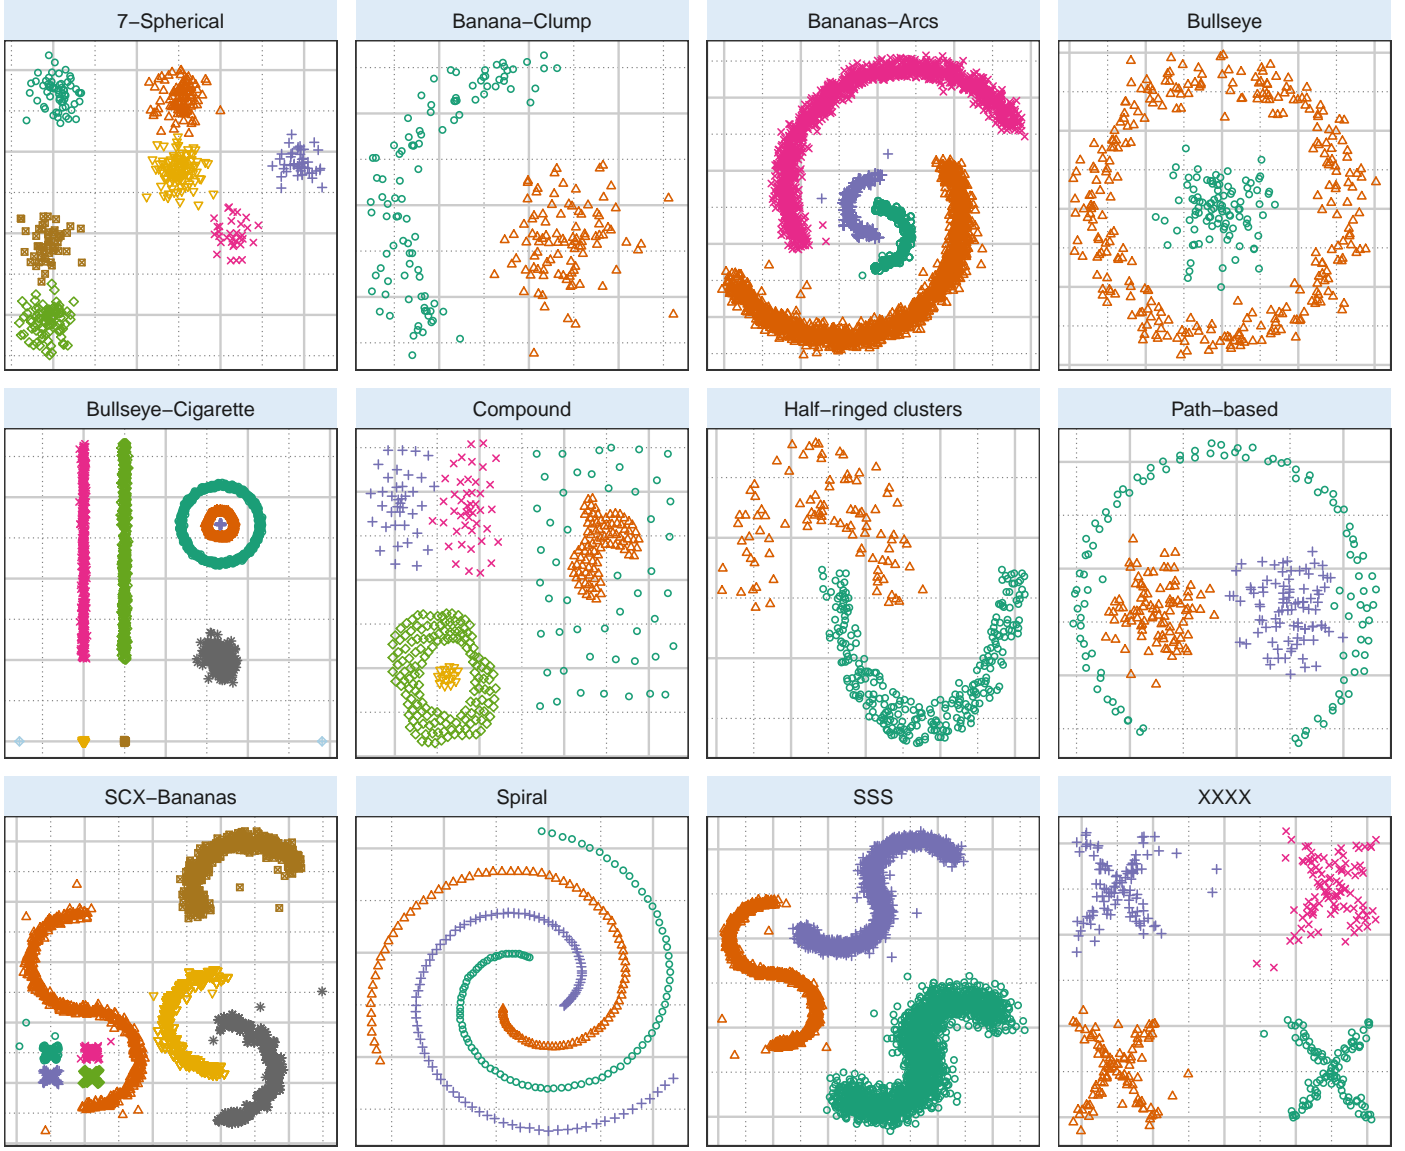 7−Spherical
Banana−Clump
Bananas−Arcs
Bullseye
Bullseye−Cigarette
Compound
Half−ringed clusters
Path−based
SCX−Bananas
Spiral
SSS
XXXX